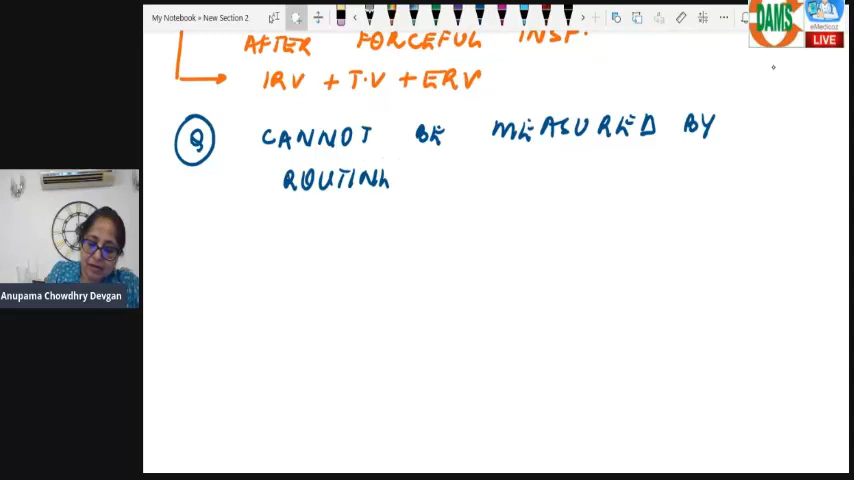 My Notebook » New Section 2
DAMS
eMedicoz
LIVE
AFTER FORCEFUL INSP.
IRV + T.V + ERV
Q CANNOT BE MEASURED BY
ROUTINE
Anupama Chowdhry Devgan